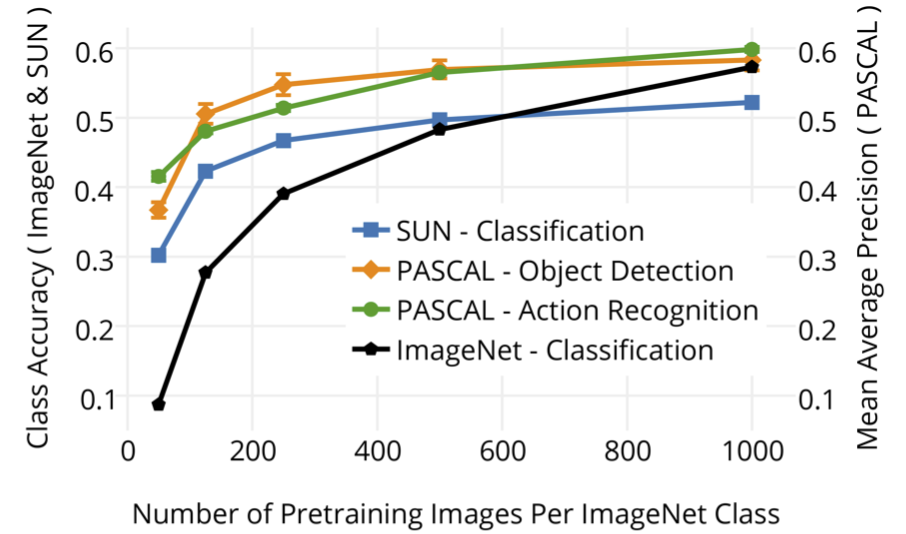 Class Accuracy ( ImageNet & SUN )
0.6
0.5
0.4
0.3
0.2
0.1
SUN - Classification
PASCAL - Object Detection
PASCAL - Action Recognition
ImageNet - Classification
0.6
0.5
0.4
0.3
0.2
0.1
Mean Average Precision ( PASCAL )
0 200 400 600 800 1000
Number of Pretraining Images Per ImageNet Class